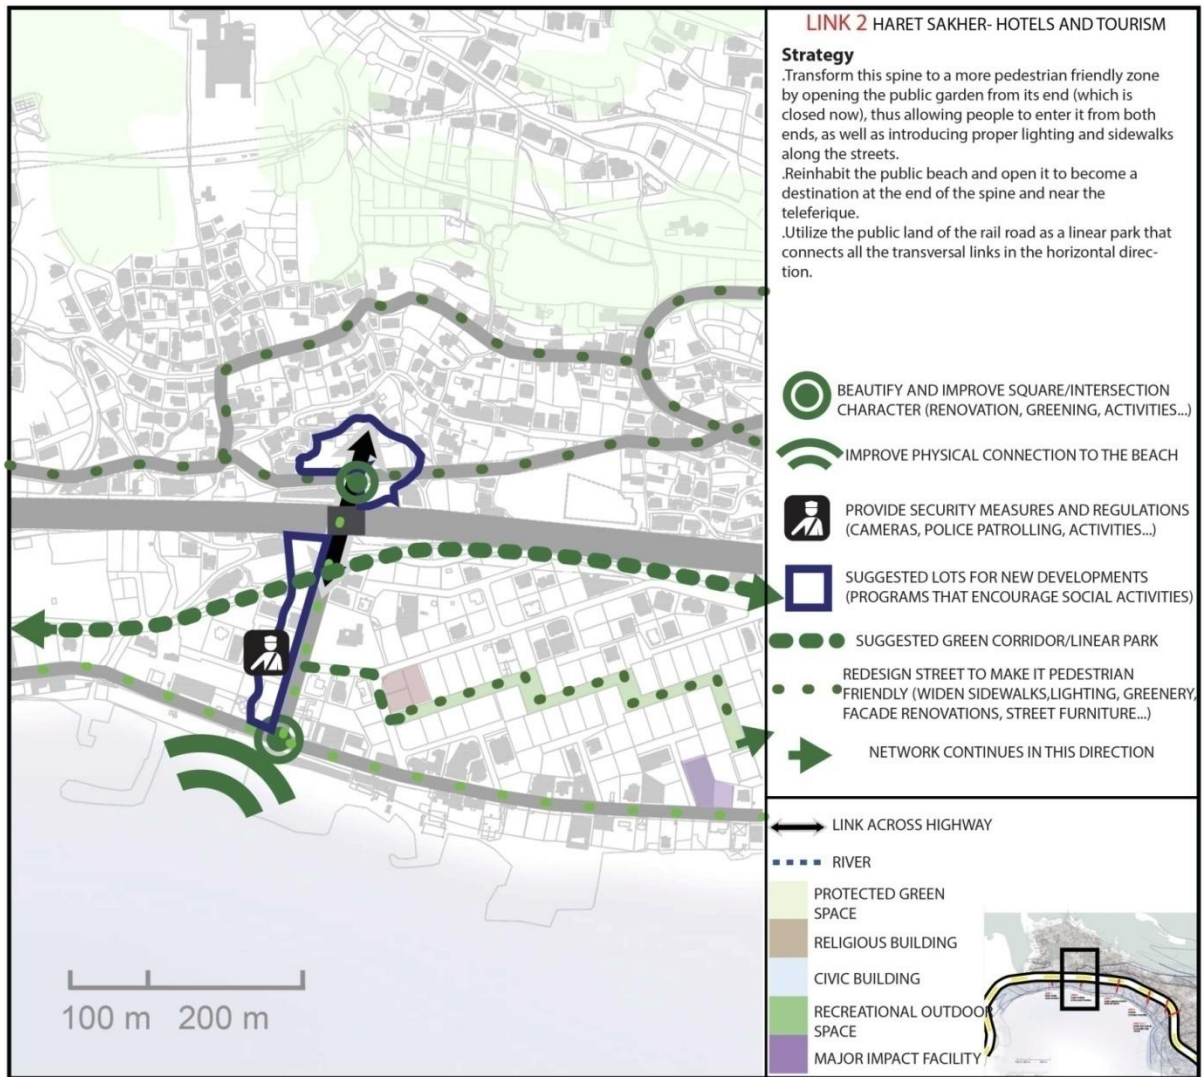 LINK 2 HARET SAKHER- HOTELS AND TOURISM
Strategy
.Transform this spine to a more pedestrian friendly zone
by opening the public garden from its end (which is
closed now), thus allowing people to enter it from both
ends, as well as introducing proper lighting and sidewalks
along the streets.
.Reinhabit the public beach and open it to become a
destination at the end of the spine and near the
teleferique.
.Utilize the public land of the rail road as a linear park that
connects all the transversal links in the horizontal direc-
tion.
BEAUTIFY AND IMPROVE SQUARE/INTERSECTION
CHARACTER (RENOVATION, GREENING, ACTIVITIES...)
IMPROVE PHYSICAL CONNECTION TO THE BEACH
PROVIDE SECURITY MEASURES AND REGULATIONS
(CAMERAS, POLICE PATROLLING, ACTIVITIES...)
SUGGESTED LOTS FOR NEW DEVELOPMENTS
(PROGRAMS THAT ENCOURAGE SOCIAL ACTIVITIES)
SUGGESTED GREEN CORRIDOR/LINEAR PARK
REDESIGN STREET TO MAKE IT PEDESTRIAN
FRIENDLY (WIDEN SIDEWALKS,LIGHTING, GREENERY,
FACADE RENOVATIONS, STREET FURNITURE...)
NETWORK CONTINUES IN THIS DIRECTION
LINK ACROSS HIGHWAY
RIVER
PROTECTED GREEN
SPACE
RELIGIOUS BUILDING
CIVIC BUILDING
RECREATIONAL OUTDOOR
SPACE
MAJOR IMPACT FACILITY
100 m 200 m